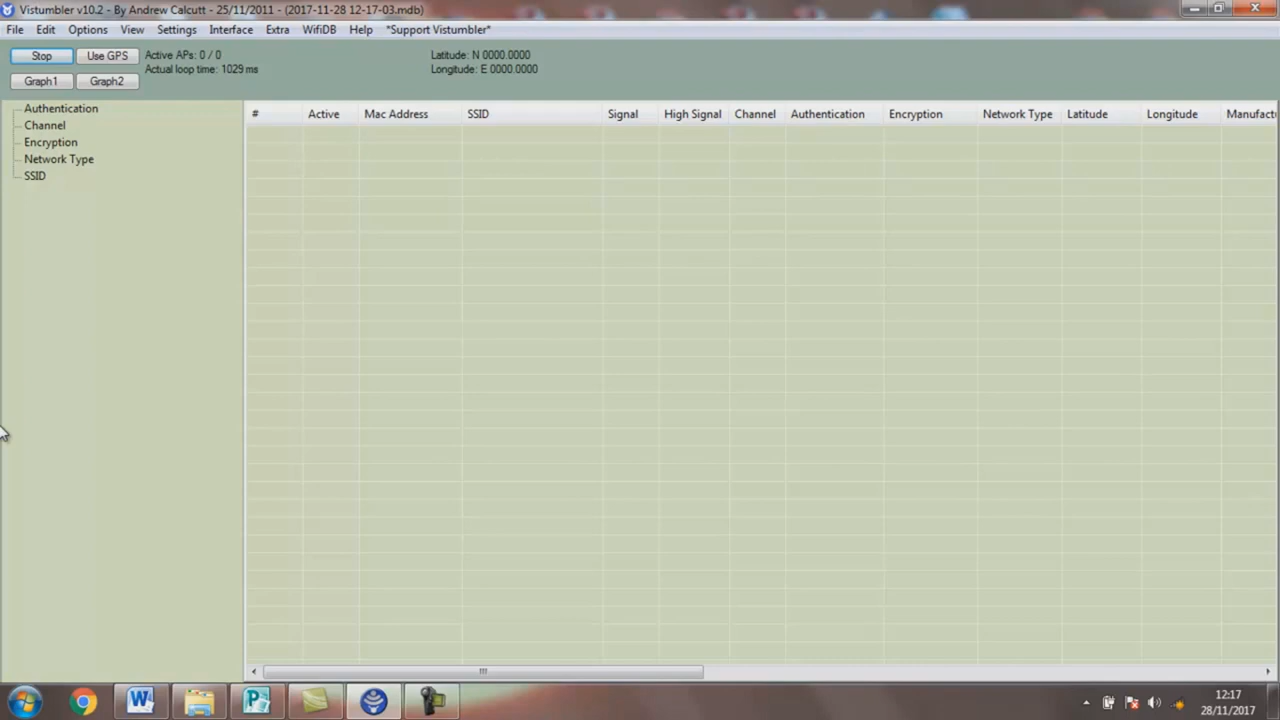 Vistumbler v10.2 - By Andrew Calcutt - 25/11/2011 - (2017-11-28 12-17-03.mdb)
File Edit Options View Settings Interface Extra WifiDB Help "Support Vistumbler"
Stop Use GPS Active APs: 0 / 0 Latitude: N 0000.0000
Actual loop time: 1029 ms Longitude: E 0000.0000
Graph1 Graph2
Authentication
Channel
Encryption
Network Type
SSID
# Active Mac Address SSID Signal High Signal Channel Authentication Encryption Network Type Latitude Longitude Manufactu
12:17
28/11/2017